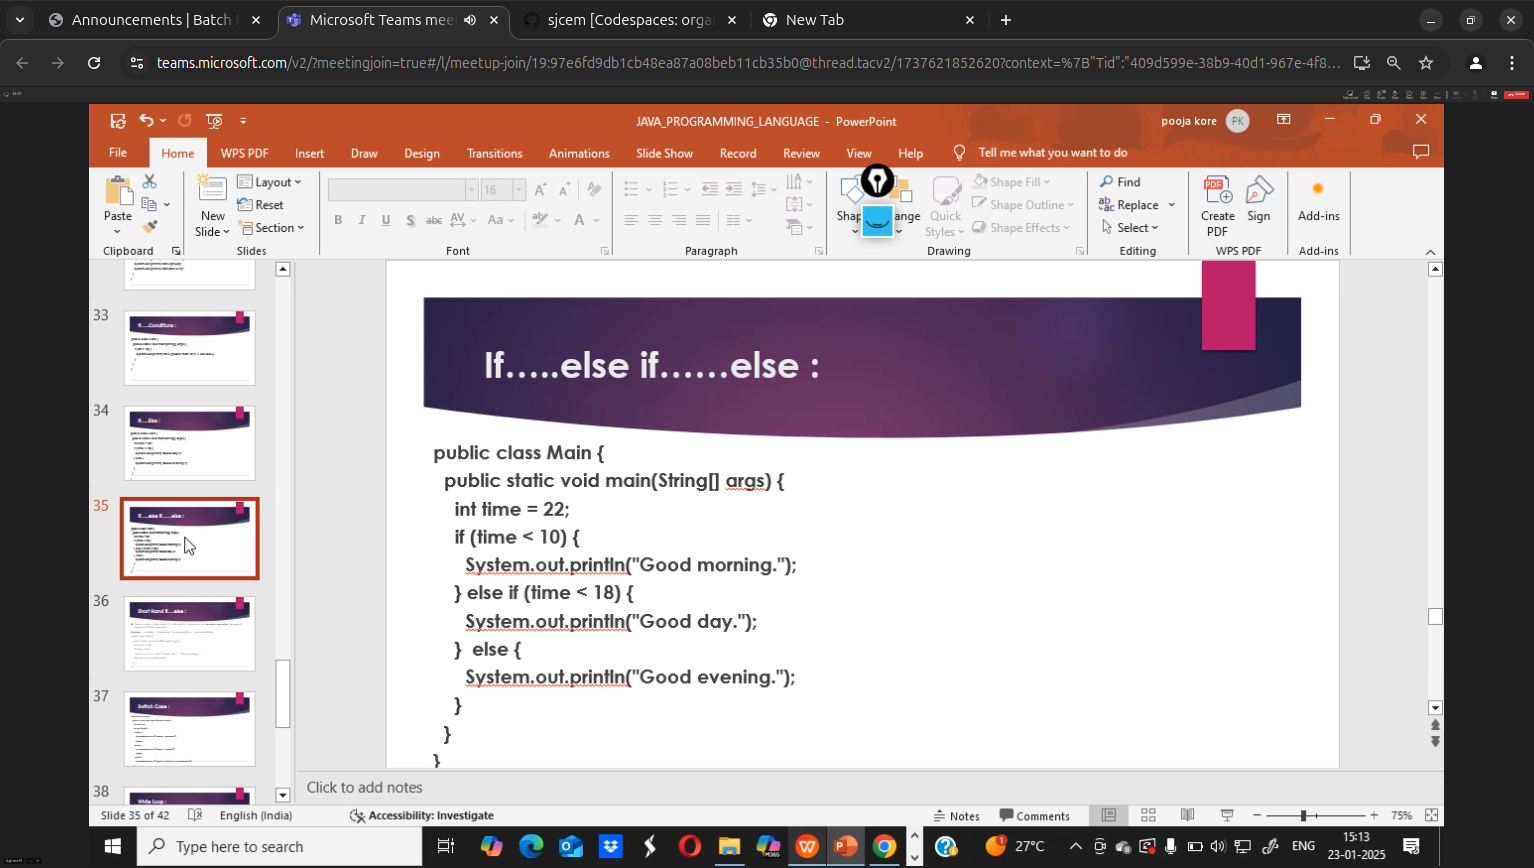 Announcements | Batch
Microsoft Teams mee
sjcem [Codespaces: orga
New Tab
teams.microsoft.com/v2/?meetingjoin=true#/l/meetup-join/19:97e6fd9db1cb48ea87a08beb11cb35b0@thread.tacv2/1737621852620?context=%7B"Tid":"409d599e-38b9-40d1-967e-4f8...
JAVA_PROGRAMMING_LANGUAGE - PowerPoint
pooja kore PK
File Home WPS PDF Insert Draw Design Transitions Animations Slide Show Record Review View Help Tell me what you want to do
Paste
New Slide
Layout
Reset
Section
16
B I U S abc AV Aa A
Quick Styles
Shape Fill
Shape Outline
Shape Effects
Find
Replace
Select
Create PDF
Sign
Add-ins
Clipboard Slides Font Paragraph Drawing Editing WPS PDF Add-ins
33
If.....Conditions :
34
If.....Else :
35
If.....else if......else :
36
Short Hand If....else :
37
Switch Case :
38
While Loop :
If.....else if......else :
public class Main {
public static void main(String[] args) {
int time = 22;
if (time < 10) {
System.out.println("Good morning.");
} else if (time < 18) {
System.out.println("Good day.");
} else {
System.out.println("Good evening.");
}
}
}
Click to add notes
Slide 35 of 42 English (India) Accessibility: Investigate Notes Comments 75%
Type here to search
27°C
ENG
15:13
23-01-2025